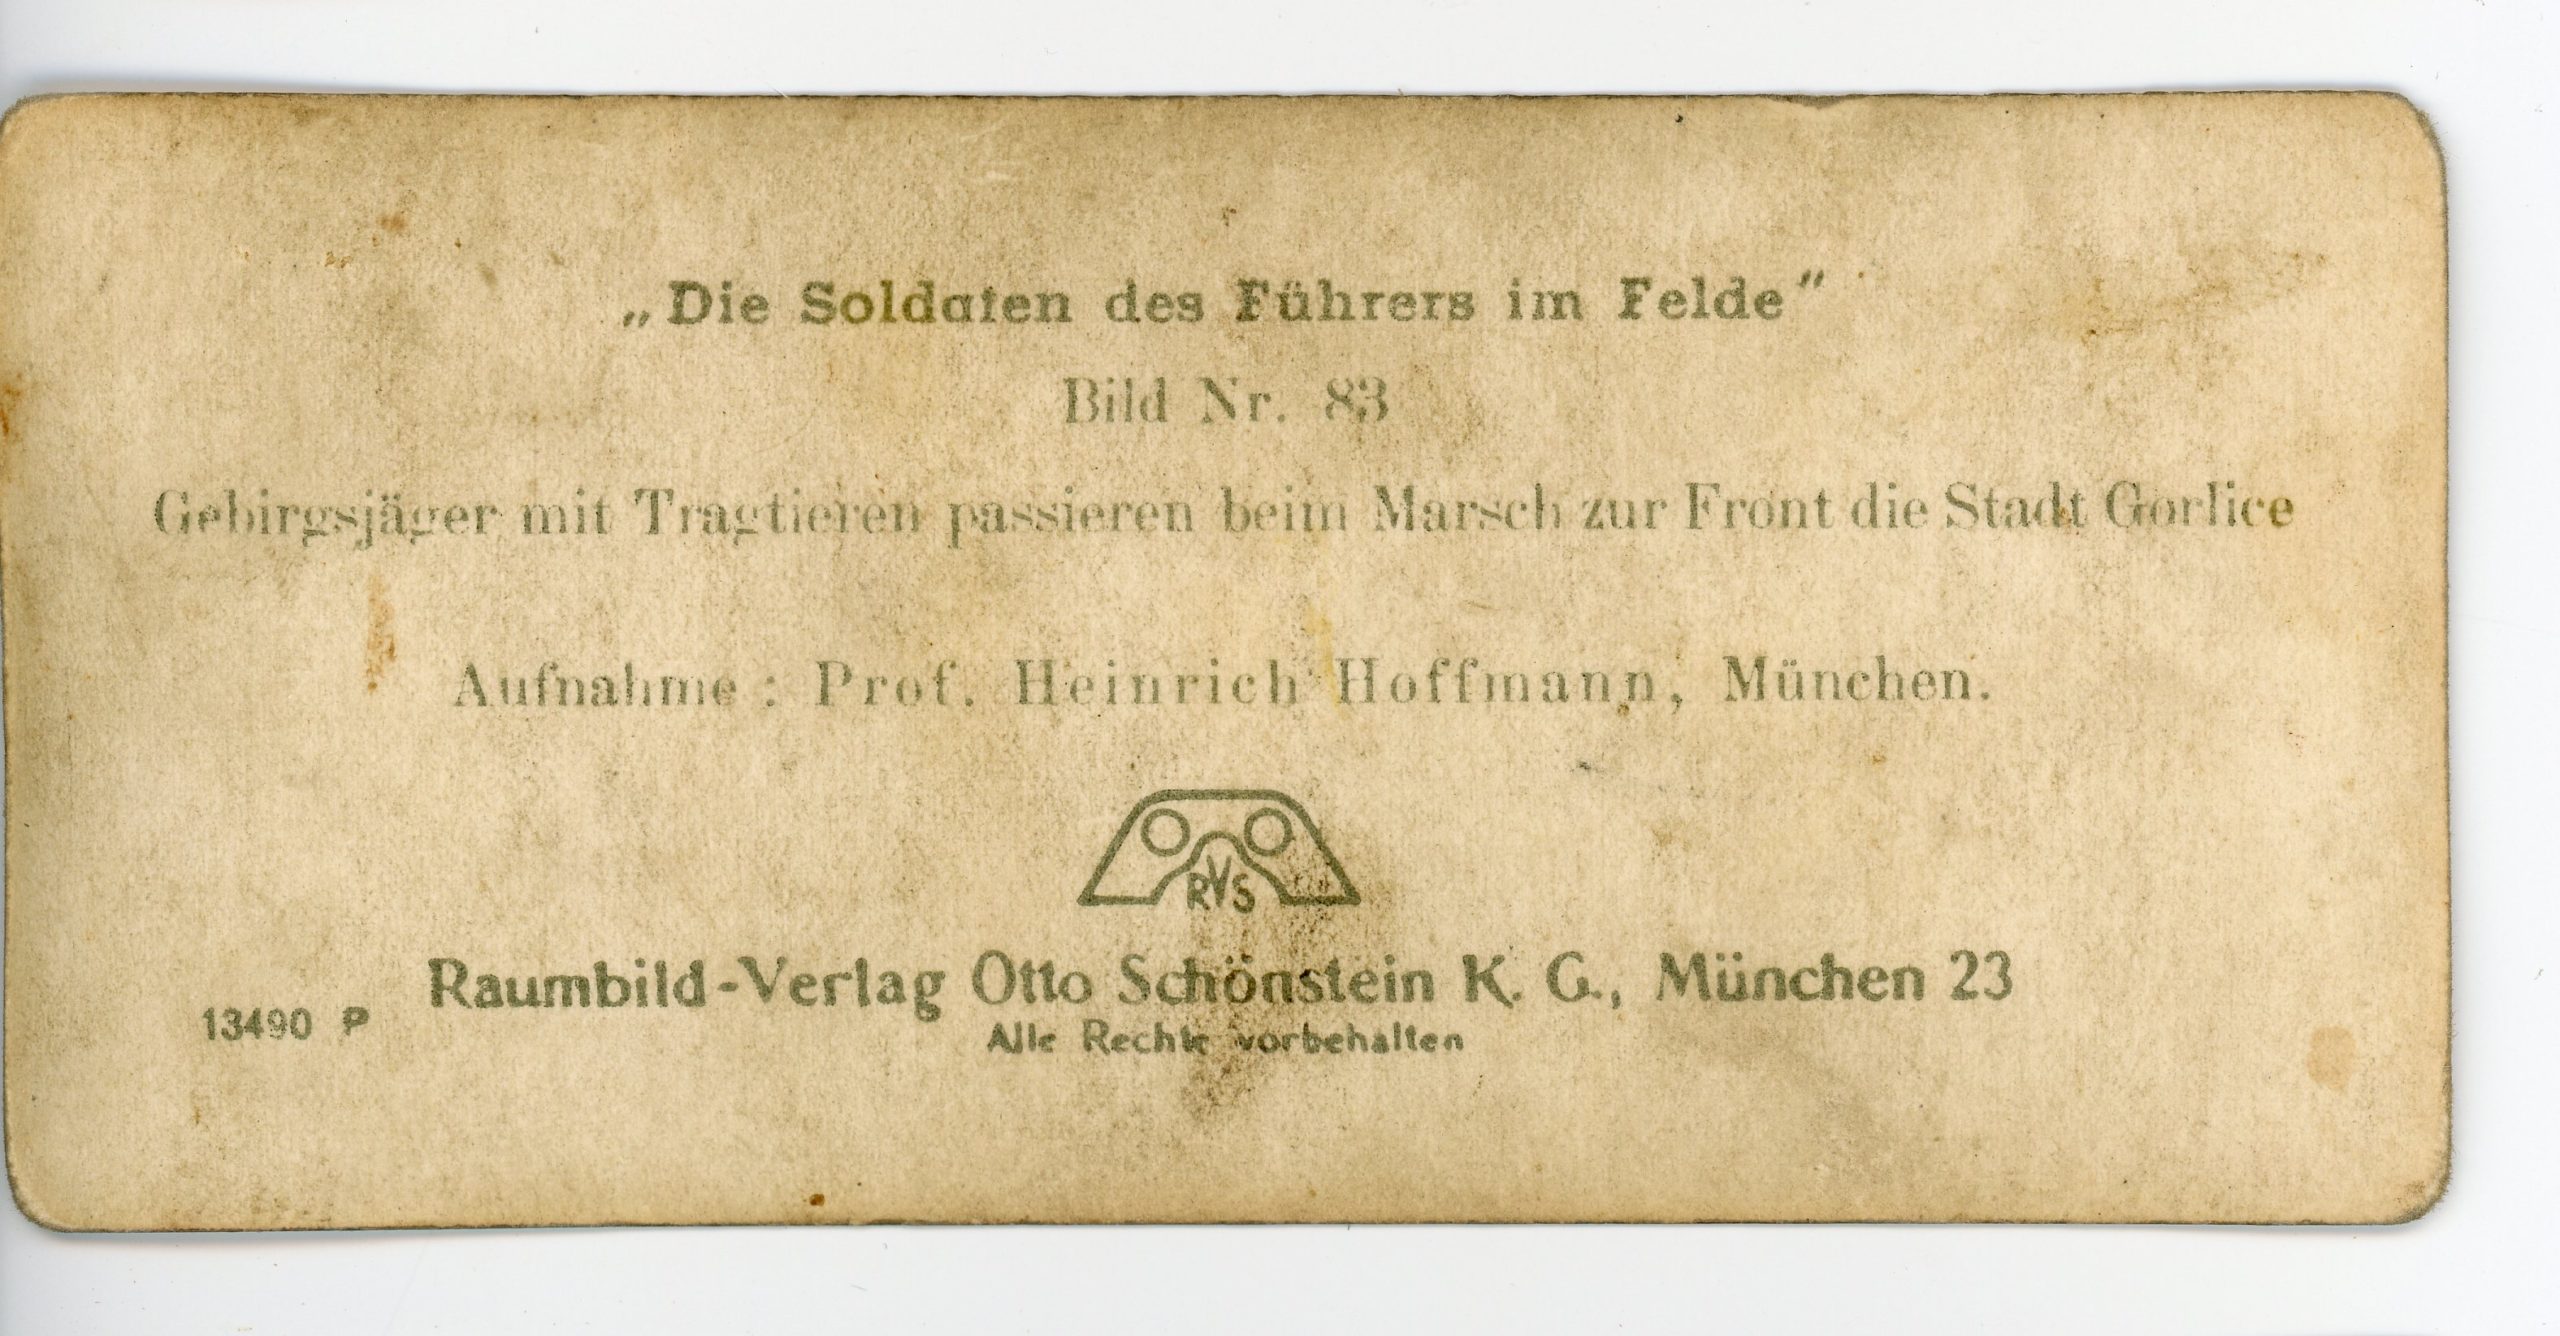 „Die Soldaten des Führers im Felde”
Bild Nr. 83
Gebirgsjäger mit Tragtieren passieren beim Marsch zur Front die Stadt Gorlice
Aufnahme : Prof. Heinrich Hoffmann, München.
RVS
Raumbild-Verlag Otto Schönstein K. G., München 23
13490 P
Alle Rechte vorbehalten